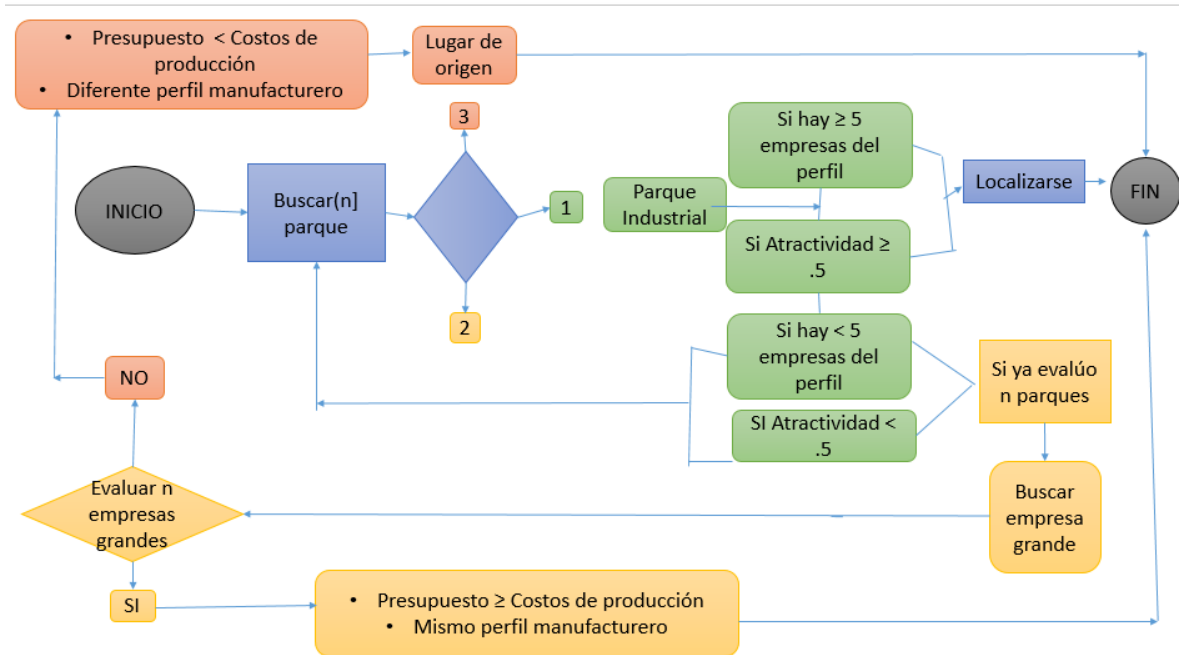 • Presupuesto < Costos de
producción
• Diferente perfil manufacturero
Lugar de
origen
3
Si hay ≥ 5
empresas del
perfil
INICIO
Buscar(n]
parque
1
Parque
Industrial
Localizarse
FIN
Si Atractividad ≥
.5
2
Si hay < 5
empresas del
perfil
Si ya evalúo
n parques
NO
SI Atractividad <
.5
Evaluar n
empresas
grandes
Buscar
empresa
grande
SI
• Presupuesto ≥ Costos de producción
• Mismo perfil manufacturero